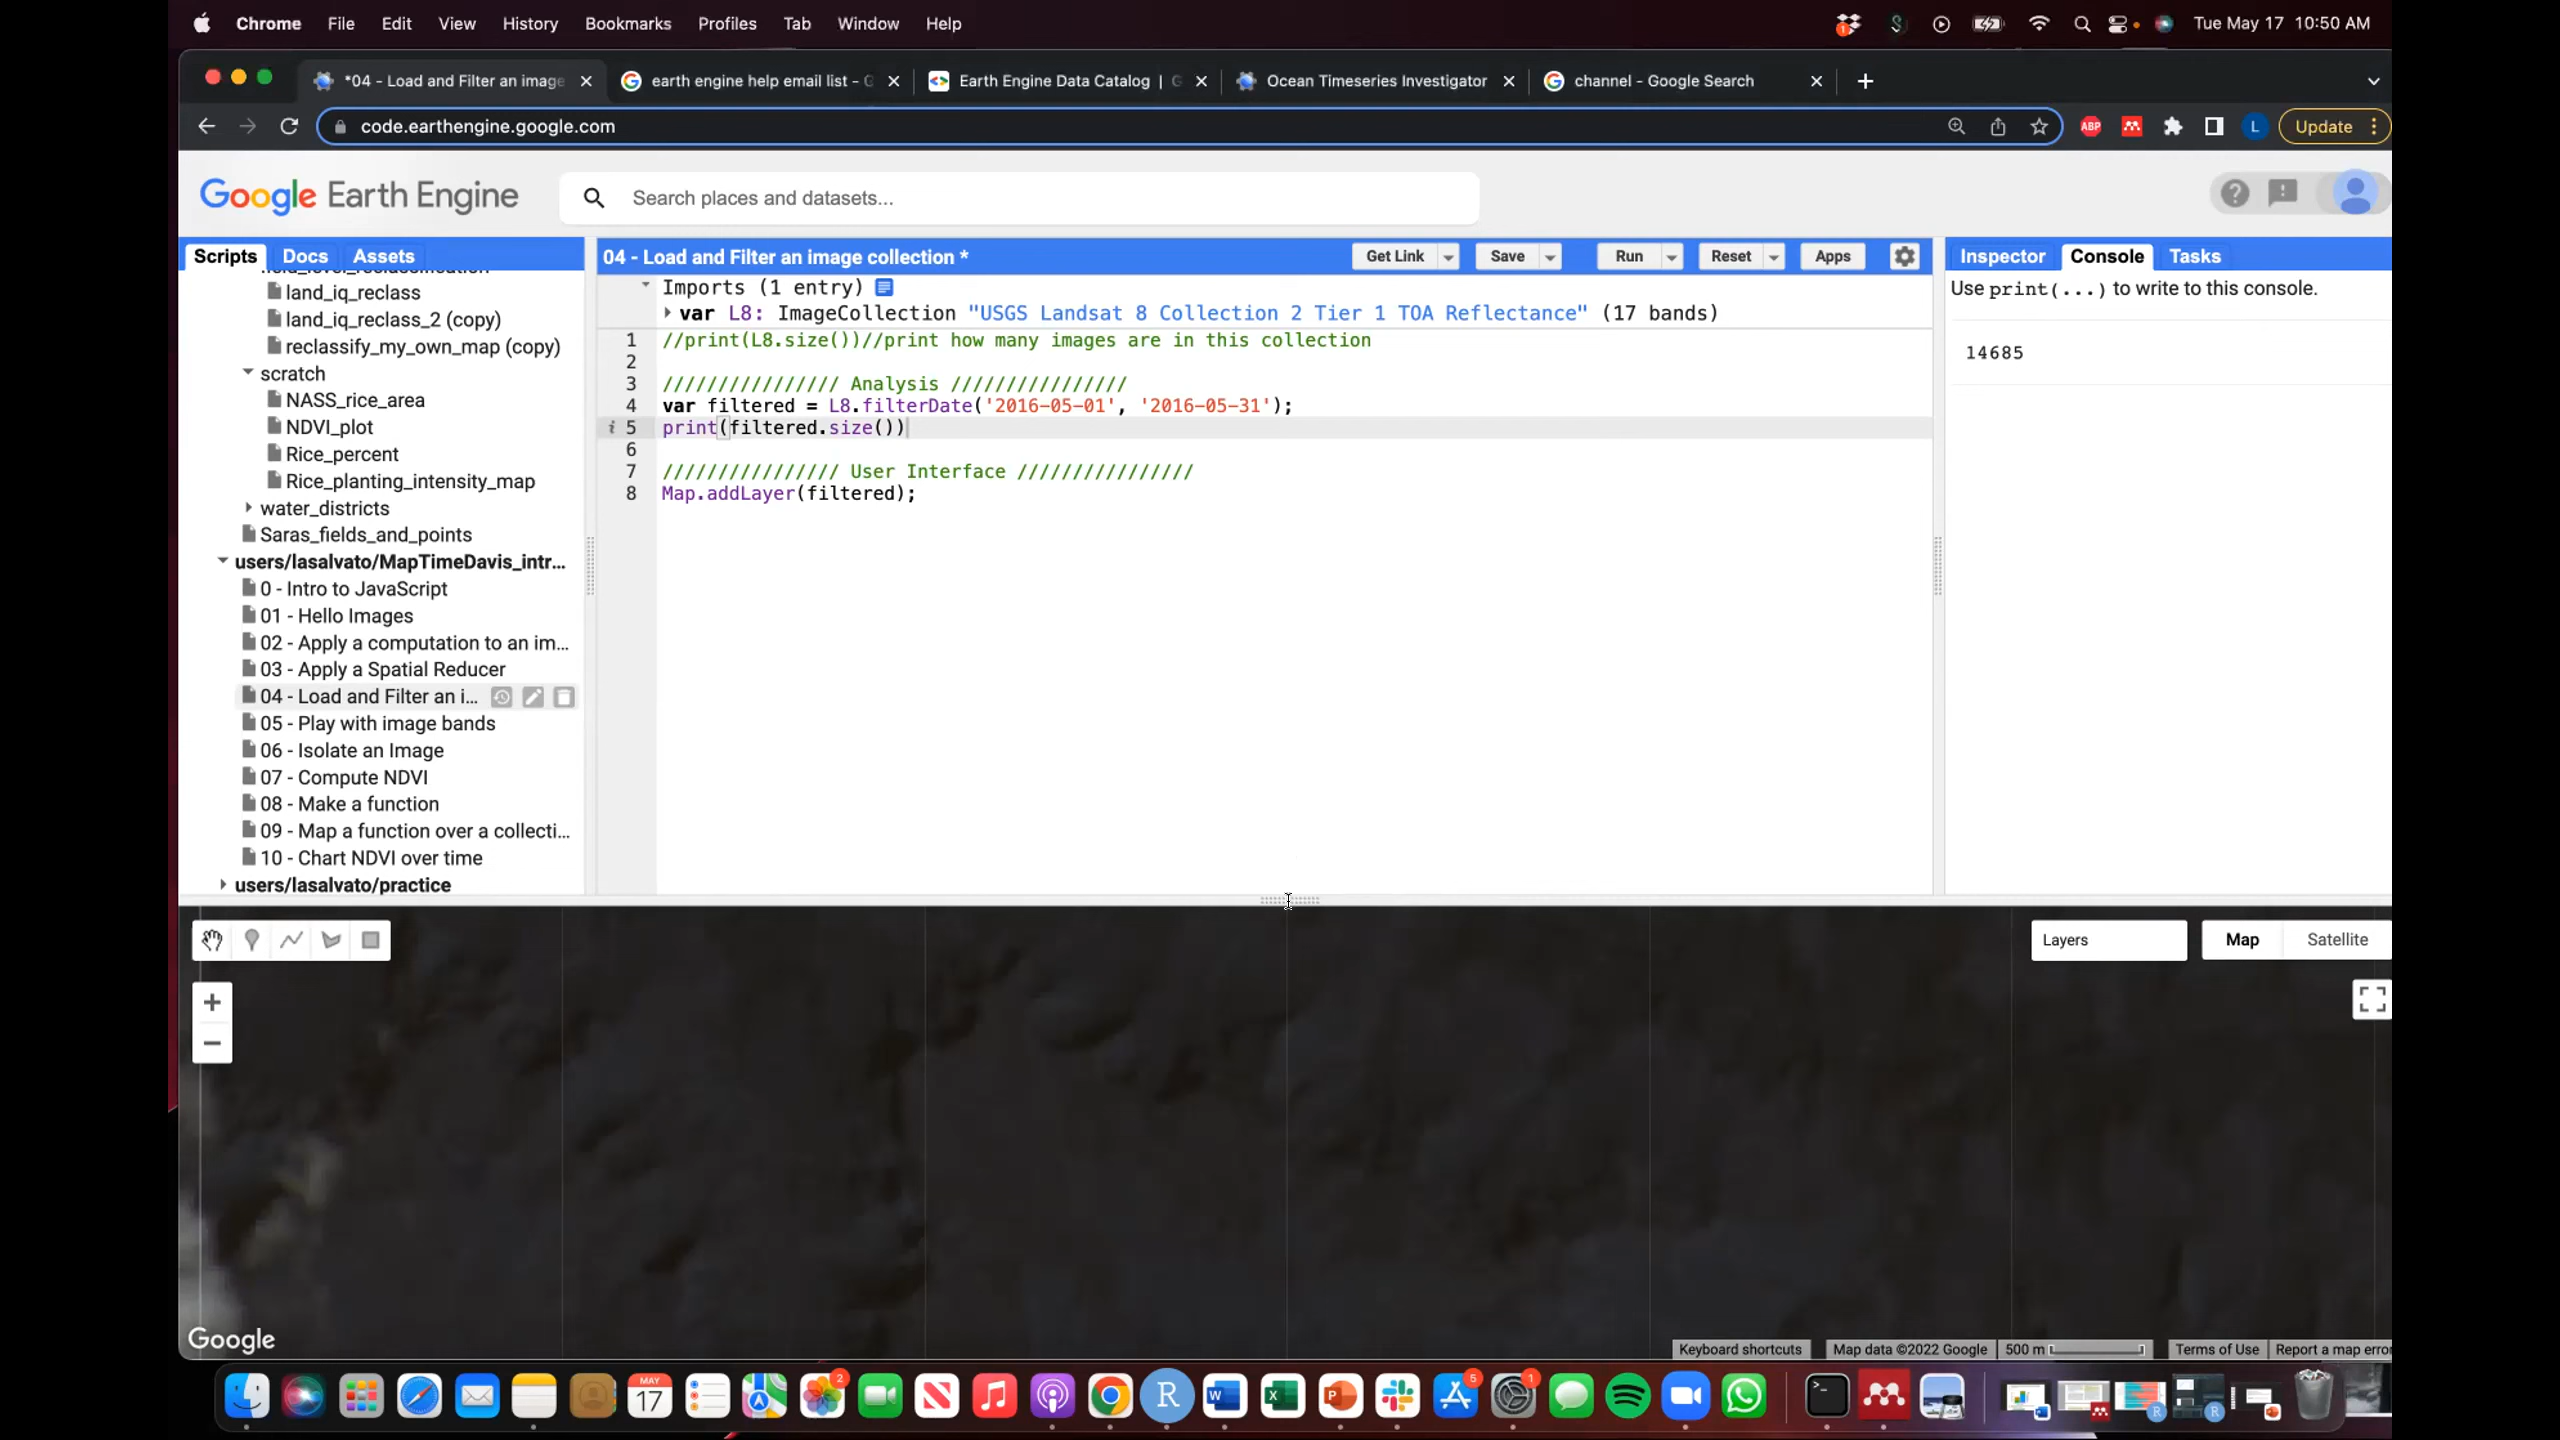 Chrome File Edit View History Bookmarks Profiles Tab Window Help Tue May 17 10:50 AM
*04 - Load and Filter an image earth engine help email list - G Earth Engine Data Catalog | G Ocean Timeseries Investigator channel - Google Search
code.earthengine.google.com ABP L Update
Google Earth Engine Search places and datasets...
Scripts Docs Assets
04 - Load and Filter an image collection * Get Link Save Run Reset Apps
Inspector Console Tasks
land_iq_reclass
land_iq_reclass_2 (copy)
reclassify_my_own_map (copy)
scratch
NASS_rice_area
NDVI_plot
Rice_percent
Rice_planting_intensity_map
water_districts
Saras_fields_and_points
users/lasalvato/MapTimeDavis_intr...
0 - Intro to JavaScript
01 - Hello Images
02 - Apply a computation to an im...
03 - Apply a Spatial Reducer
04 - Load and Filter an i...
05 - Play with image bands
06 - Isolate an Image
07 - Compute NDVI
08 - Make a function
09 - Map a function over a collecti...
10 - Chart NDVI over time
users/lasalvato/practice
Imports (1 entry)
var L8: ImageCollection "USGS Landsat 8 Collection 2 Tier 1 TOA Reflectance" (17 bands)
1 //print(L8.size())//print how many images are in this collection
2
3 //////////////// Analysis ////////////////
4 var filtered = L8.filterDate('2016-05-01', '2016-05-31');
i 5 print(filtered.size())
6
7 //////////////// User Interface ////////////////
8 Map.addLayer(filtered);
Use print(...) to write to this console.
14685
Layers Map Satellite
+
−
Google
Keyboard shortcuts Map data ©2022 Google 500 m Terms of Use Report a map error
MAY
17
2
5
1
R
W
X
P